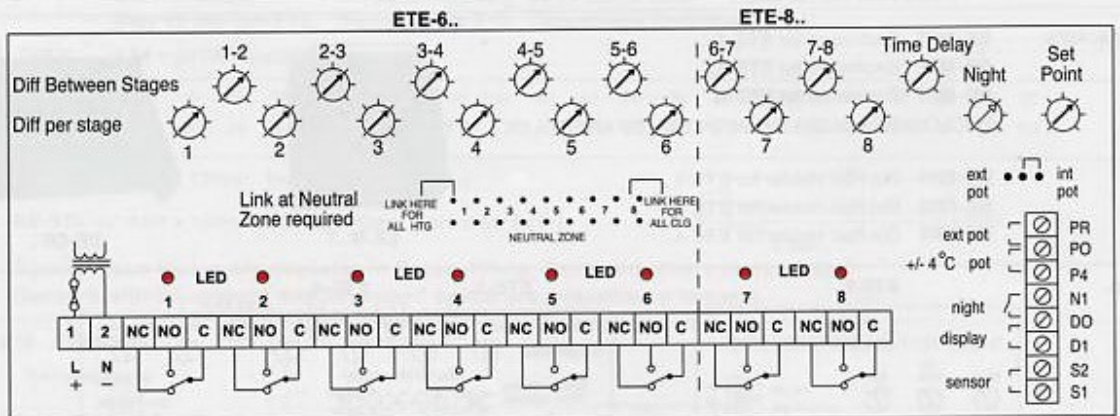 ETE-6.. ETE-8..
1-2 2-3 3-4 4-5 5-6 6-7 7-8 Time Delay Set Point
Diff Between Stages Night
Diff per stage
1 2 3 4 5 6 7 8
ext pot int pot
Link at Neutral Zone required
LINK HERE FOR ALL HTG 1 2 3 4 5 6 7 8 LINK HERE FOR ALL CLG
NEUTRAL ZONE
ext pot PR
PO
+/- 4°C pot P4
LED LED LED LED
1 2 3 4 5 6 7 8
night N1
DO
1 2 NC NO C NC NO C NC NO C NC NO C NC NO C NC NO C NC NO C NC NO C
display D1
L N
+ –
sensor S2
S1